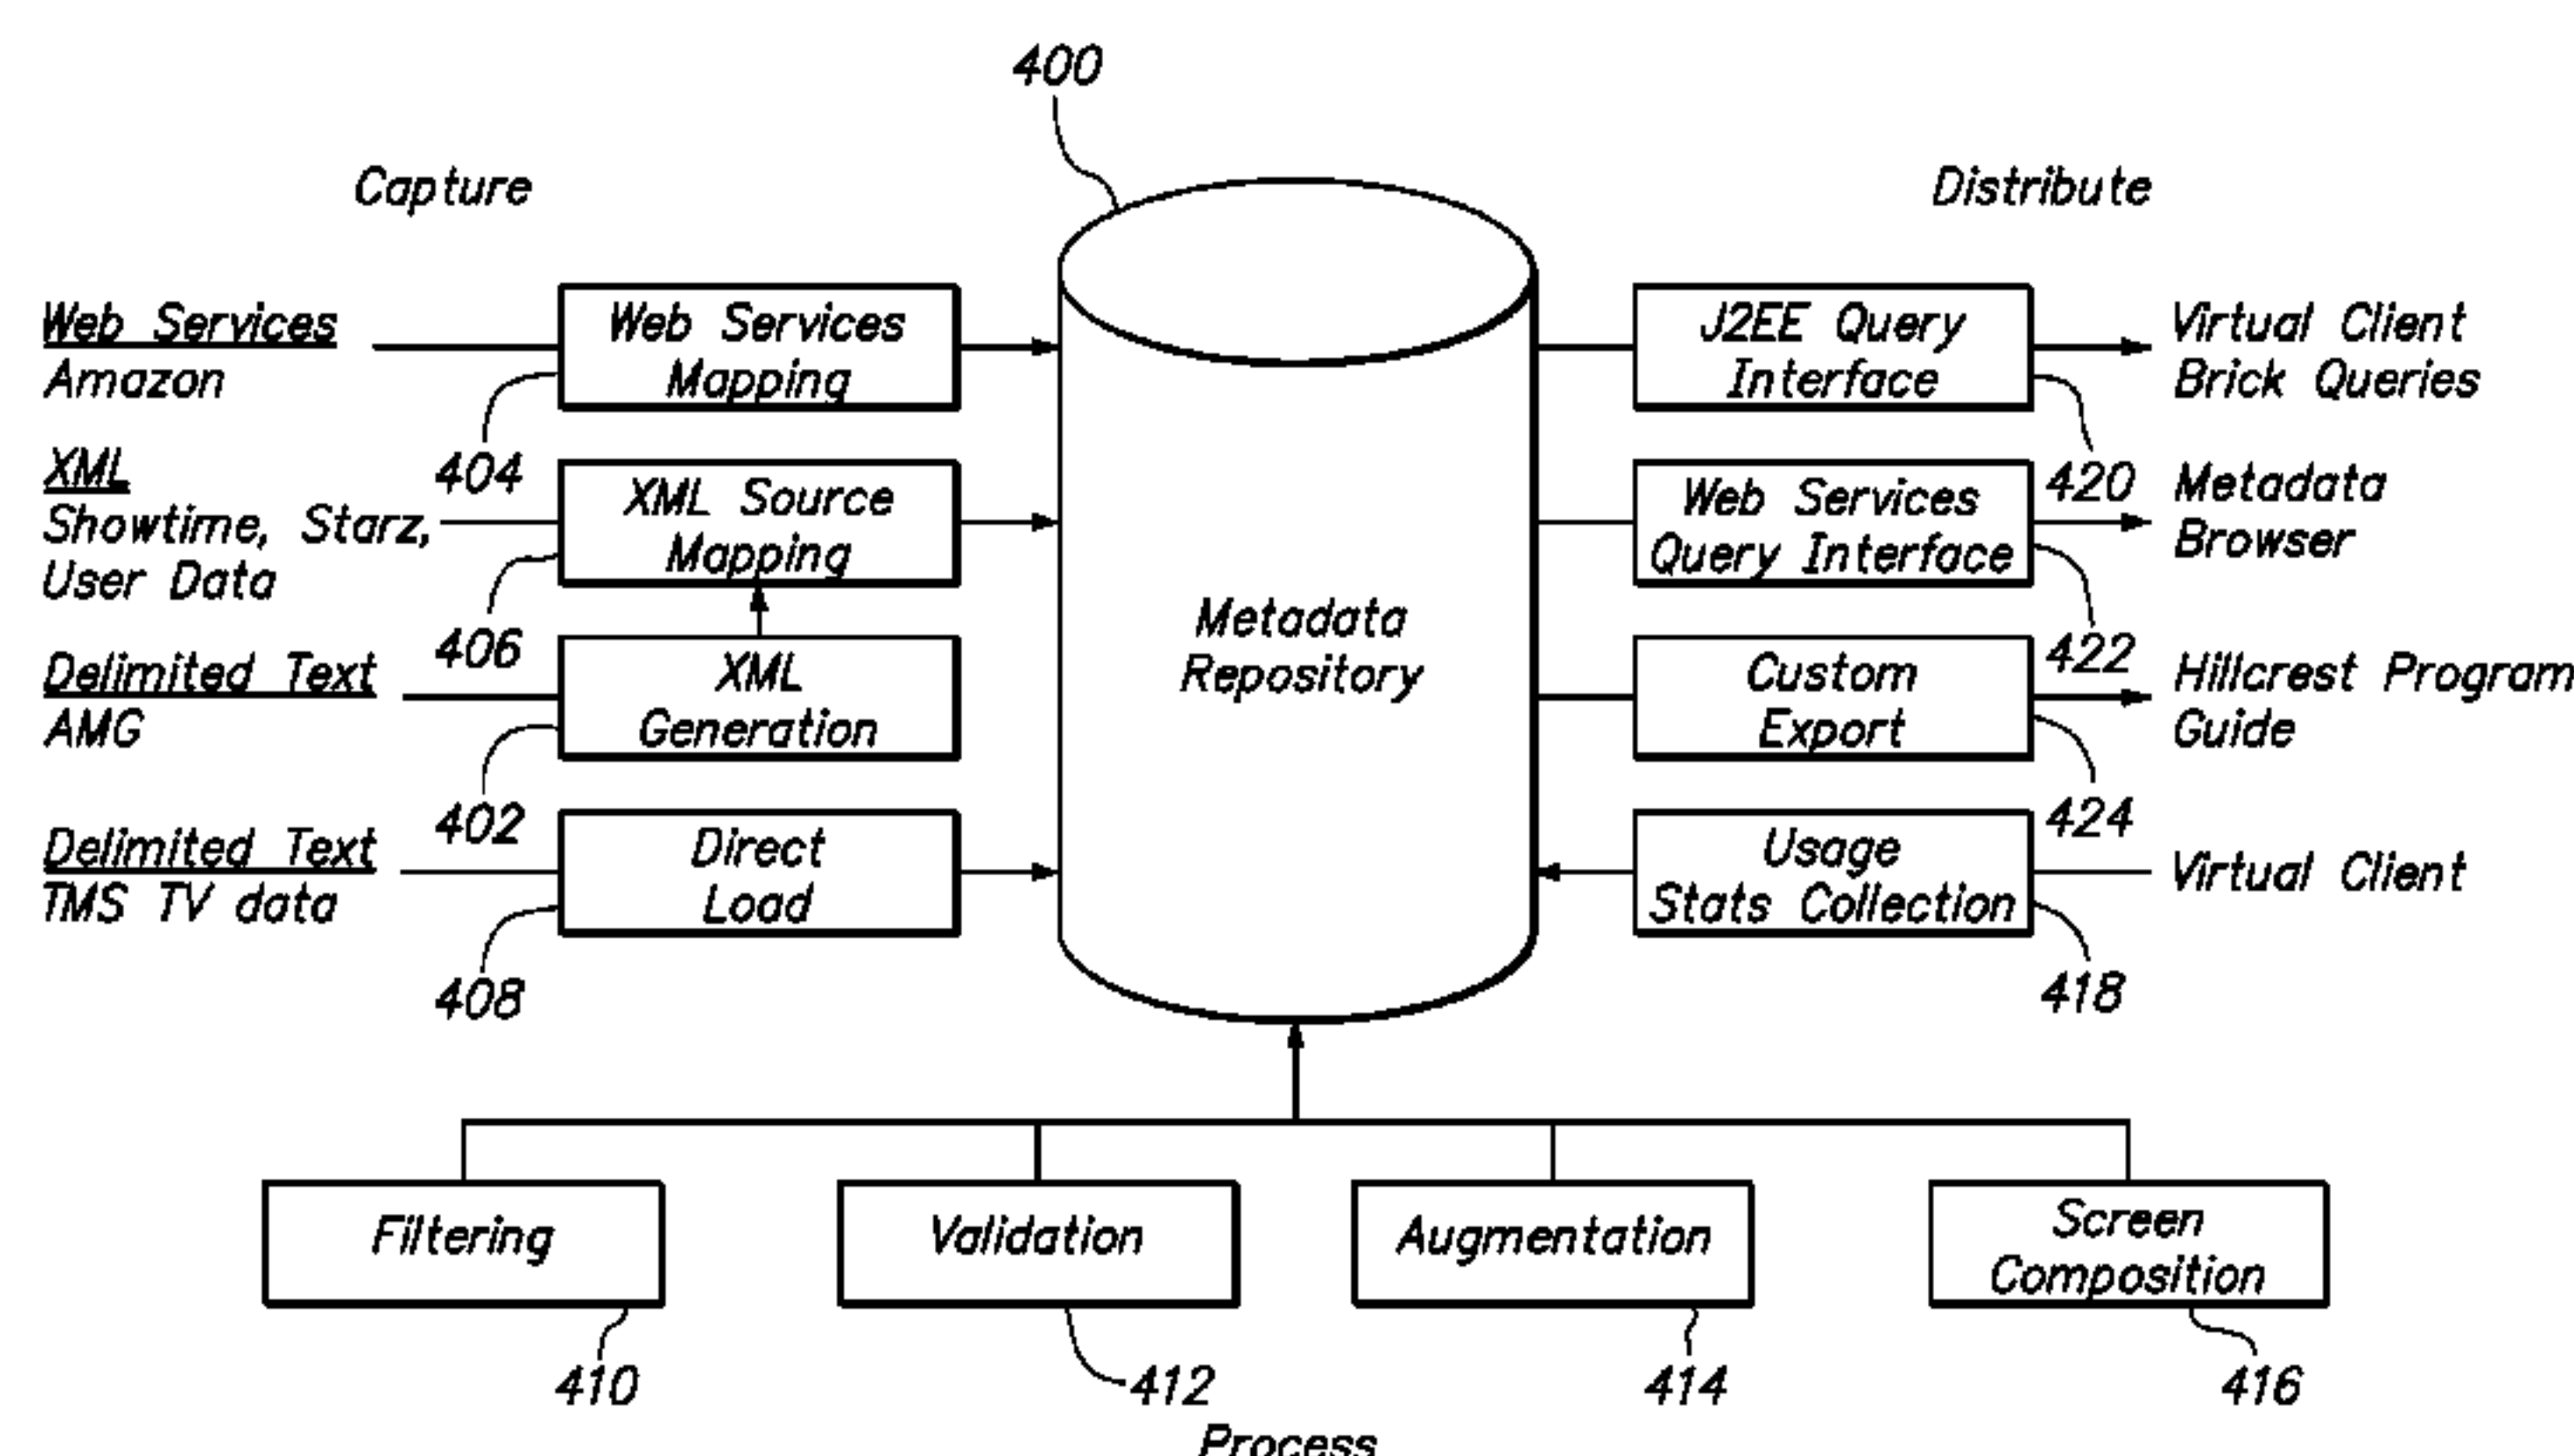 400
Capture
Distribute
Web Services
Amazon
Web Services
Mapping
404
XML
Showtime, Starz,
User Data
XML Source
Mapping
406
Delimited Text
AMG
XML
Generation
402
Delimited Text
TMS TV data
Direct
Load
408
Metadata
Repository
J2EE Query
Interface
420
Virtual Client
Brick Queries
Web Services
Query Interface
422
Metadata
Browser
Custom
Export
424
Hillcrest Program
Guide
Usage
Stats Collection
418
Virtual Client
Filtering
410
Validation
412
Augmentation
414
Screen
Composition
416
Process